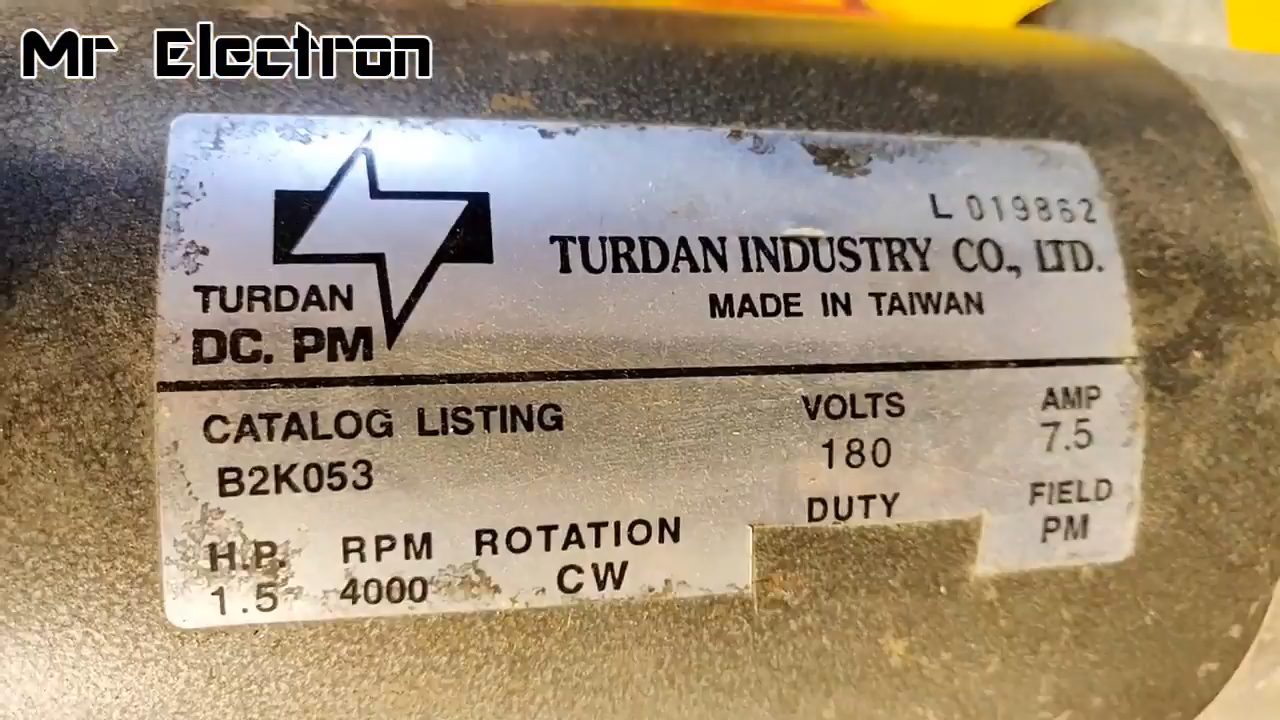 Mr Electron
L 019862
TURDAN INDUSTRY CO., LTD.
MADE IN TAIWAN
TURDAN
DC. PM
CATALOG LISTING
B2K053
VOLTS
180
AMP
7.5
H.P.
1.5
RPM
4000
ROTATION
CW
DUTY
FIELD
PM